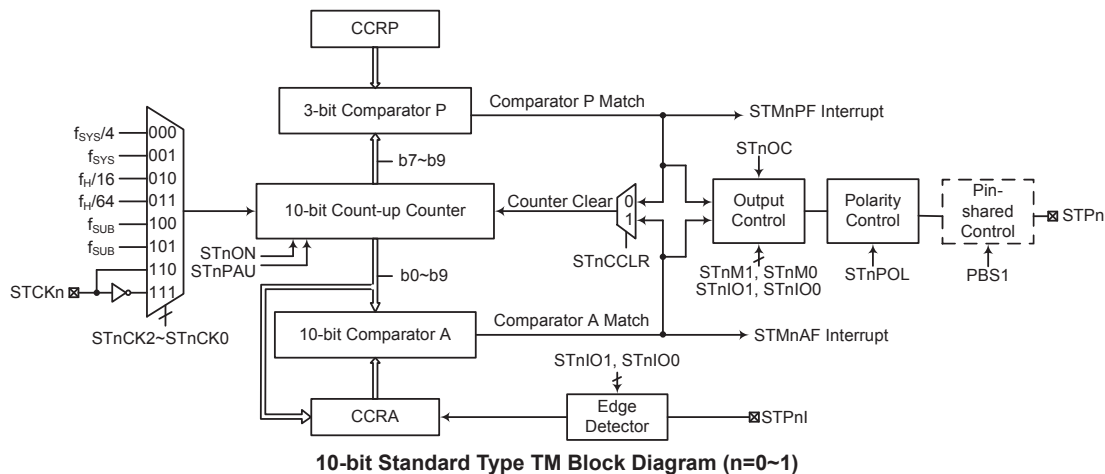 CCRP
3-bit Comparator P
Comparator P Match
STMnPF Interrupt
fSYS/4
000
fSYS
001
fH/16
010
fH/64
011
fSUB
100
fSUB
101
110
111
STCKn
STnCK2~STnCK0
b7~b9
10-bit Count-up Counter
STnON
STnPAU
Counter Clear
0
1
STnCCLR
STnOC
Output
Control
STnM1, STnM0
STnIO1, STnIO0
Polarity
Control
STnPOL
Pin-
shared
Control
PBS1
STPn
b0~b9
10-bit Comparator A
Comparator A Match
STMnAF Interrupt
STnIO1, STnIO0
CCRA
Edge
Detector
STPnI
10-bit Standard Type TM Block Diagram (n=0~1)